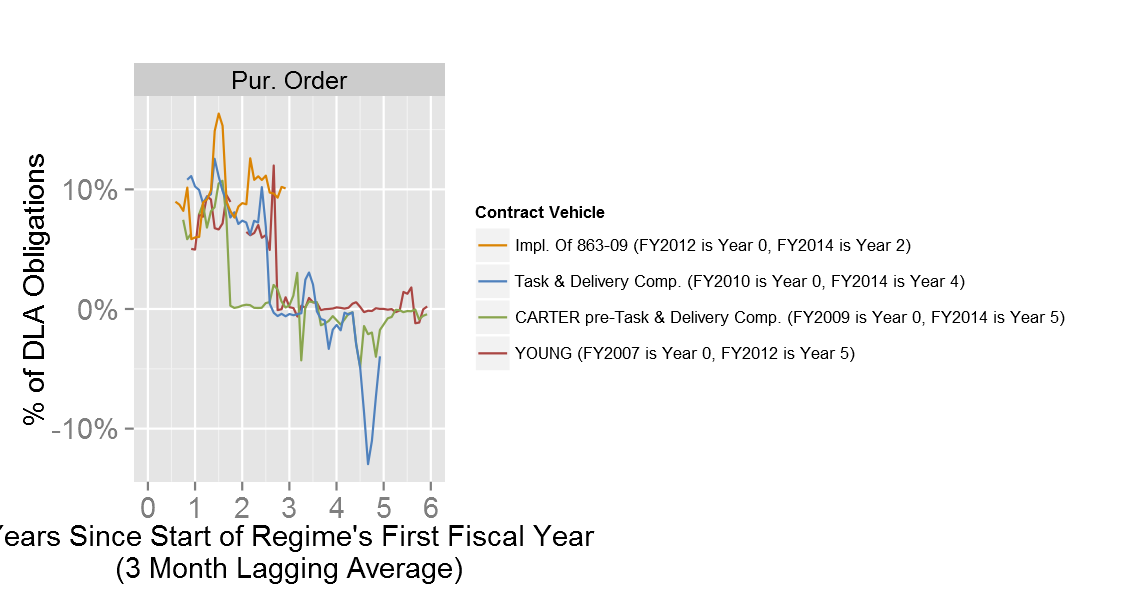 Pur. Order
% of DLA Obligations
10%
0%
-10%
0 1 2 3 4 5 6
Years Since Start of Regime's First Fiscal Year
(3 Month Lagging Average)
Contract Vehicle
Impl. Of 863-09 (FY2012 is Year 0, FY2014 is Year 2)
Task & Delivery Comp. (FY2010 is Year 0, FY2014 is Year 4)
CARTER pre-Task & Delivery Comp. (FY2009 is Year 0, FY2014 is Year 5)
YOUNG (FY2007 is Year 0, FY2012 is Year 5)